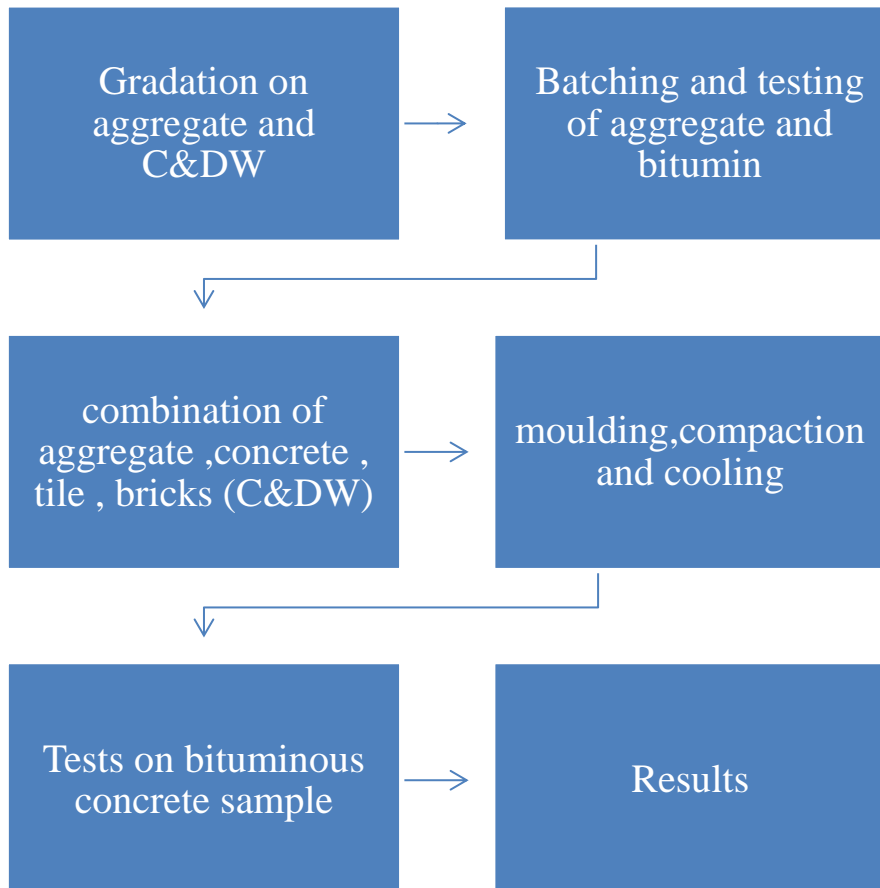 Gradation on
aggregate and
C&DW
Batching and testing
of aggregate and
bitumin
combination of
aggregate ,concrete ,
tile , bricks (C&DW)
moulding,compaction
and cooling
Tests on bituminous
concrete sample
Results